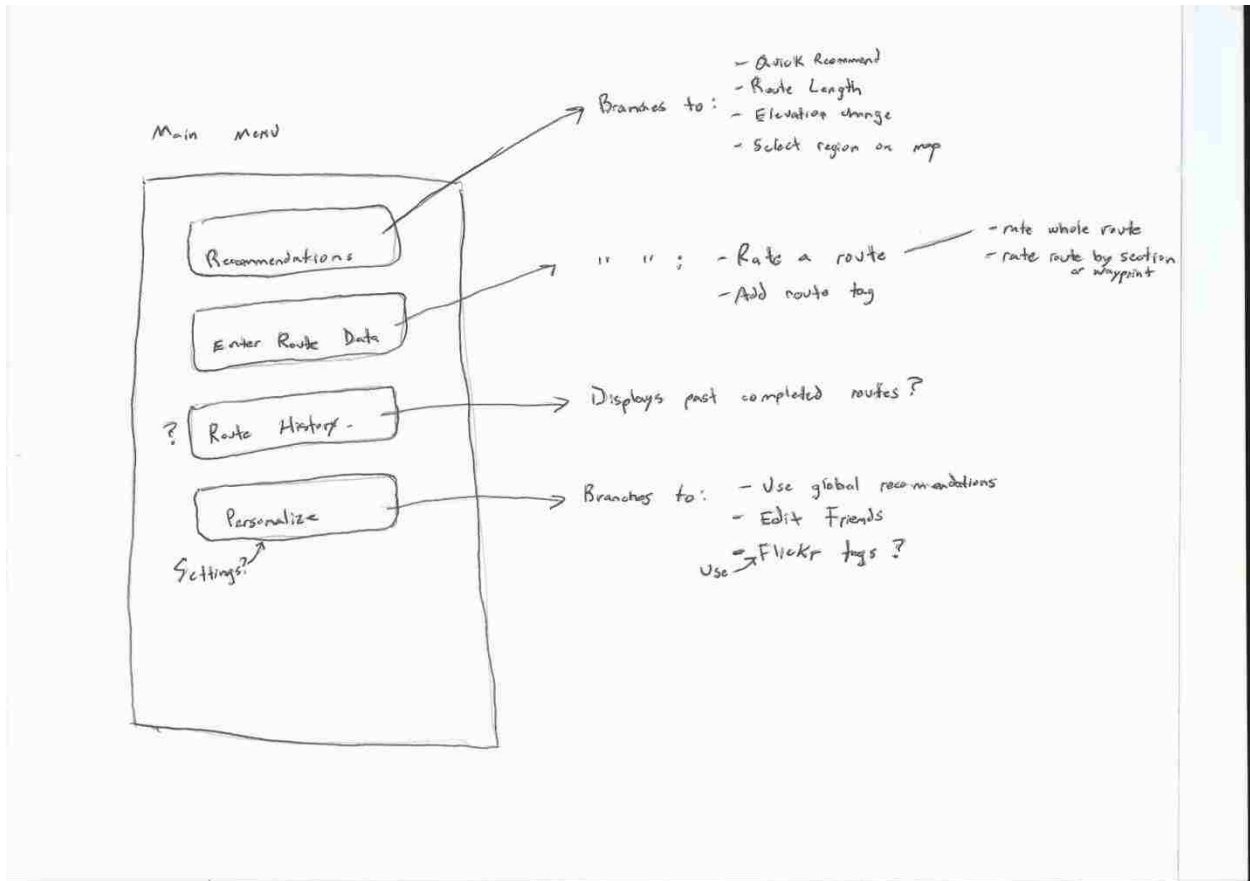 Main Menu
Recommendations
Branches to:
- Quick Recommend
- Route Length
- Elevation change
- Select region on map
Enter Route Data
" " :
- Rate a route
- Add route tag
- rate whole route
- rate route by section
or waypoint
? Route History.
Displays past completed routes?
Personalize
Settings?
Branches to:
- Use global recommendations
- Edit Friends
- Flickr tags ?
Use